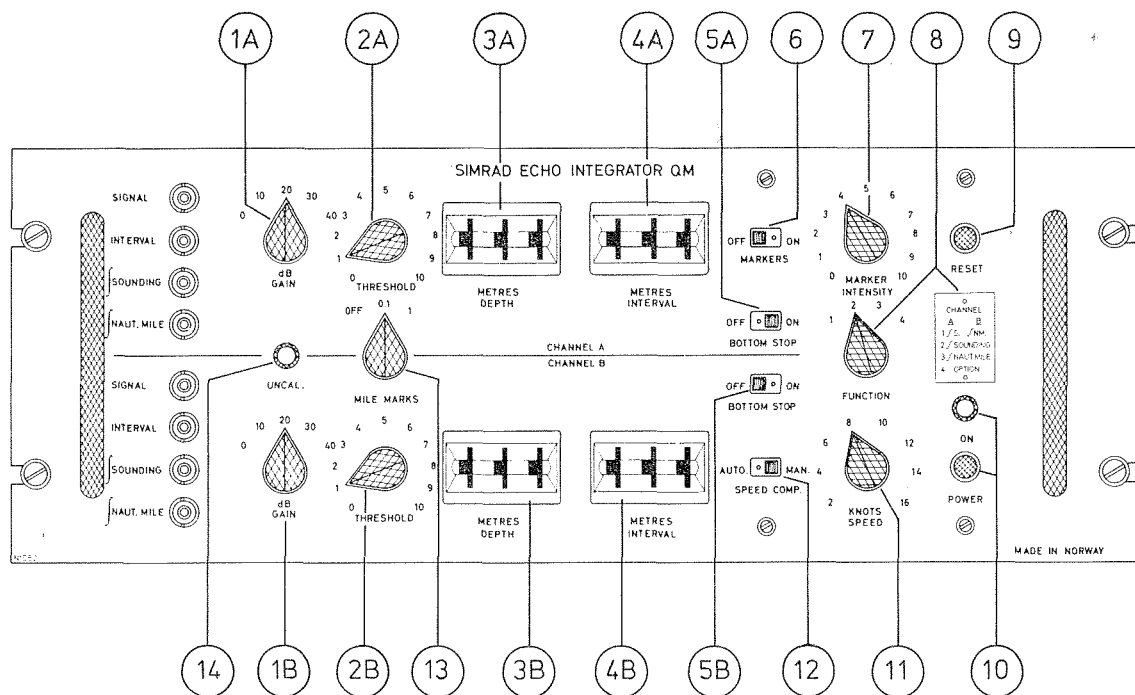 1A
2A
3A
4A
5A
6
7
8
9
SIMRAD ECHO INTEGRATOR QM
SIGNAL
INTERVAL
∫SOUNDING
∫NAUT. MILE
0 10 20 30 40
dB
GAIN
0 1 2 3 4 5 6 7 8 9 10
THRESHOLD
METRES
DEPTH
METRES
INTERVAL
OFF ON
MARKERS
0 1 2 3 4 5 6 7 8 9 10
MARKER
INTENSITY
RESET
OFF 0.1 1
MILE MARKS
UNCAL.
CHANNEL A
CHANNEL B
OFF ON
BOTTOM STOP
OFF ON
BOTTOM STOP
1 2 3 4
FUNCTION
CHANNEL
A B
1 ∫S. ∫NM.
2 ∫SOUNDING
3 ∫NAUT.MILE
4 OPTION
ON
POWER
SIGNAL
INTERVAL
∫SOUNDING
∫NAUT. MILE
0 10 20 30 40
dB
GAIN
0 1 2 3 4 5 6 7 8 9 10
THRESHOLD
METRES
DEPTH
METRES
INTERVAL
AUTO. MAN.
SPEED COMP.
2 4 6 8 10 12 14 16
KNOTS
SPEED
MADE IN NORWAY
14
1B
2B
13
3B
4B
5B
12
11
10